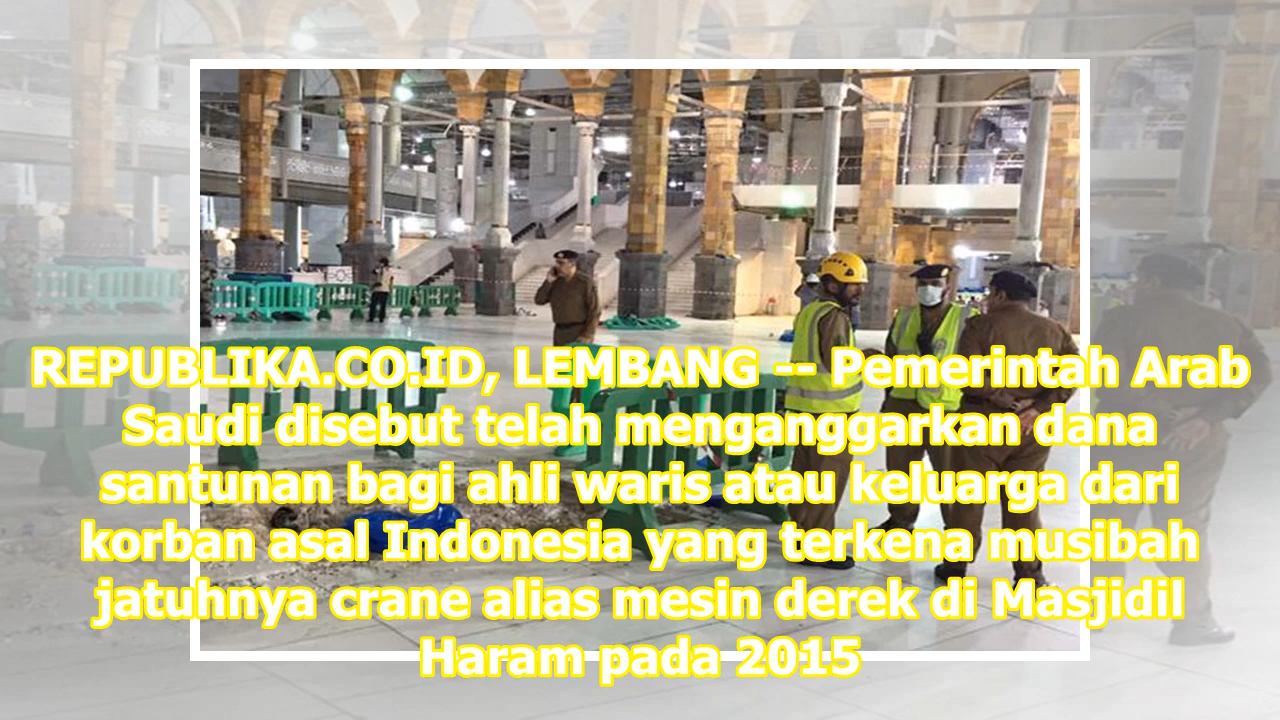 REPUBLIKA.CO.ID, LEMBANG -- Pemerintah Arab
Saudi disebut telah menganggarkan dana
santunan bagi ahli waris atau keluarga dari
korban asal Indonesia yang terkena musibah
jatuhnya crane alias mesin derek di Masjidil
Haram pada 2015